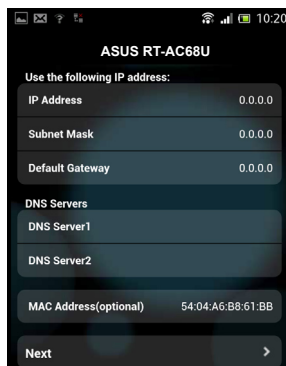 10:20
ASUS RT-AC68U
Use the following IP address:
IP Address 0.0.0.0
Subnet Mask 0.0.0.0
Default Gateway 0.0.0.0
DNS Servers
DNS Server1
DNS Server2
MAC Address(optional) 54:04:A6:B8:61:BB
Next